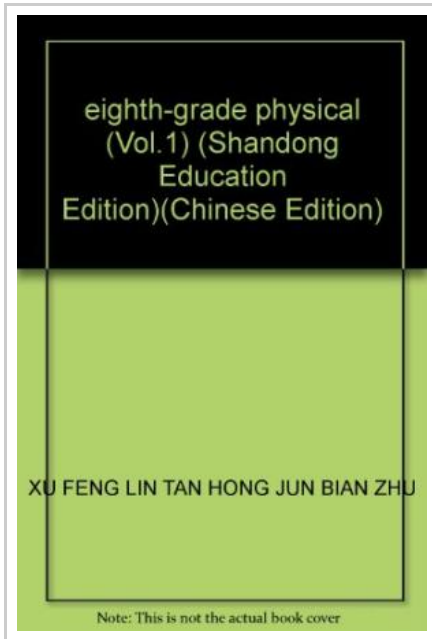 eighth-grade physical
(Vol.1) (Shandong
Education
Edition)(Chinese Edition)
XU FENG LIN TAN HONG JUN BIAN ZHU
Note: This is not the actual book cover